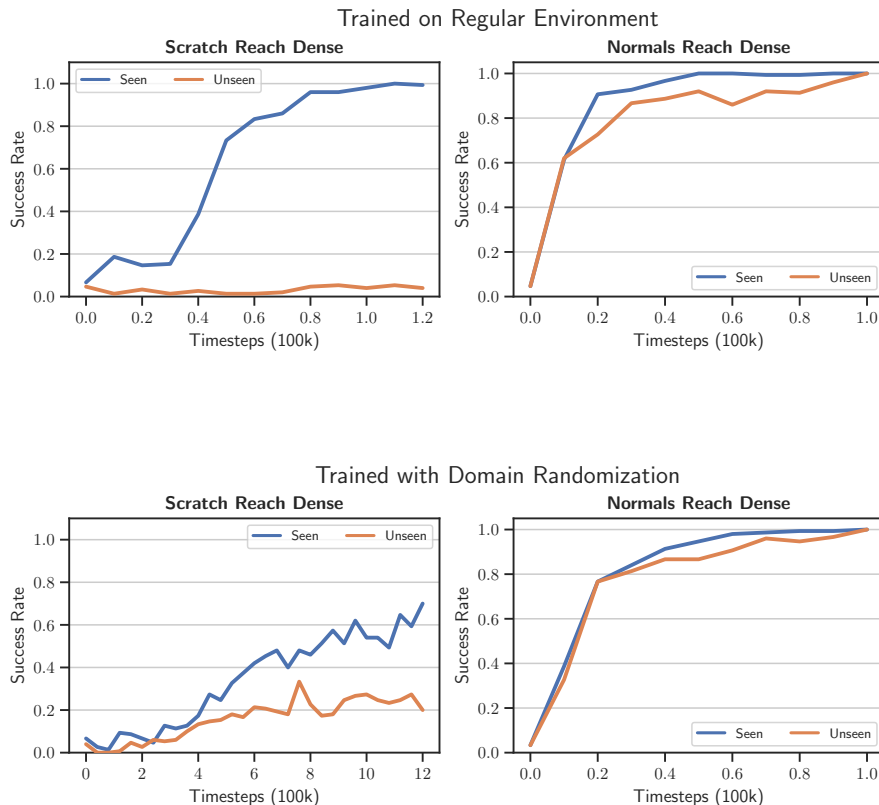 Trained on Regular Environment
Scratch Reach Dense
Seen Unseen
1.0
0.8
0.6
0.4
0.2
0.0
Success Rate
0.0 0.2 0.4 0.6 0.8 1.0 1.2
Timesteps (100k)
Normals Reach Dense
1.0
0.8
0.6
0.4
0.2
0.0
Success Rate
Seen Unseen
0.0 0.2 0.4 0.6 0.8 1.0
Timesteps (100k)
Trained with Domain Randomization
Scratch Reach Dense
Seen Unseen
1.0
0.8
0.6
0.4
0.2
0.0
Success Rate
0 2 4 6 8 10 12
Timesteps (100k)
Normals Reach Dense
1.0
0.8
0.6
0.4
0.2
0.0
Success Rate
Seen Unseen
0.0 0.2 0.4 0.6 0.8 1.0
Timesteps (100k)